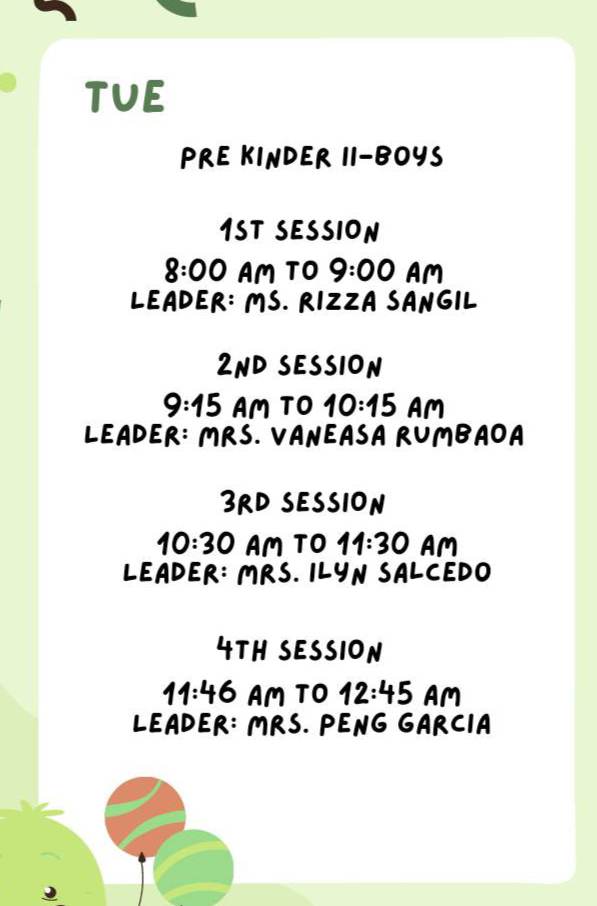 TUE
PRE KINDER II-BOYS
1ST SESSION
8:00 AM TO 9:00 AM
LEADER: MS. RIZZA SANGIL
2ND SESSION
9:15 AM TO 10:15 AM
LEADER: MRS. VANEASA RUMBAOA
3RD SESSION
10:30 AM TO 11:30 AM
LEADER: MRS. ILYN SALCEDO
4TH SESSION
11:46 AM TO 12:45 AM
LEADER: MRS. PENG GARCIA